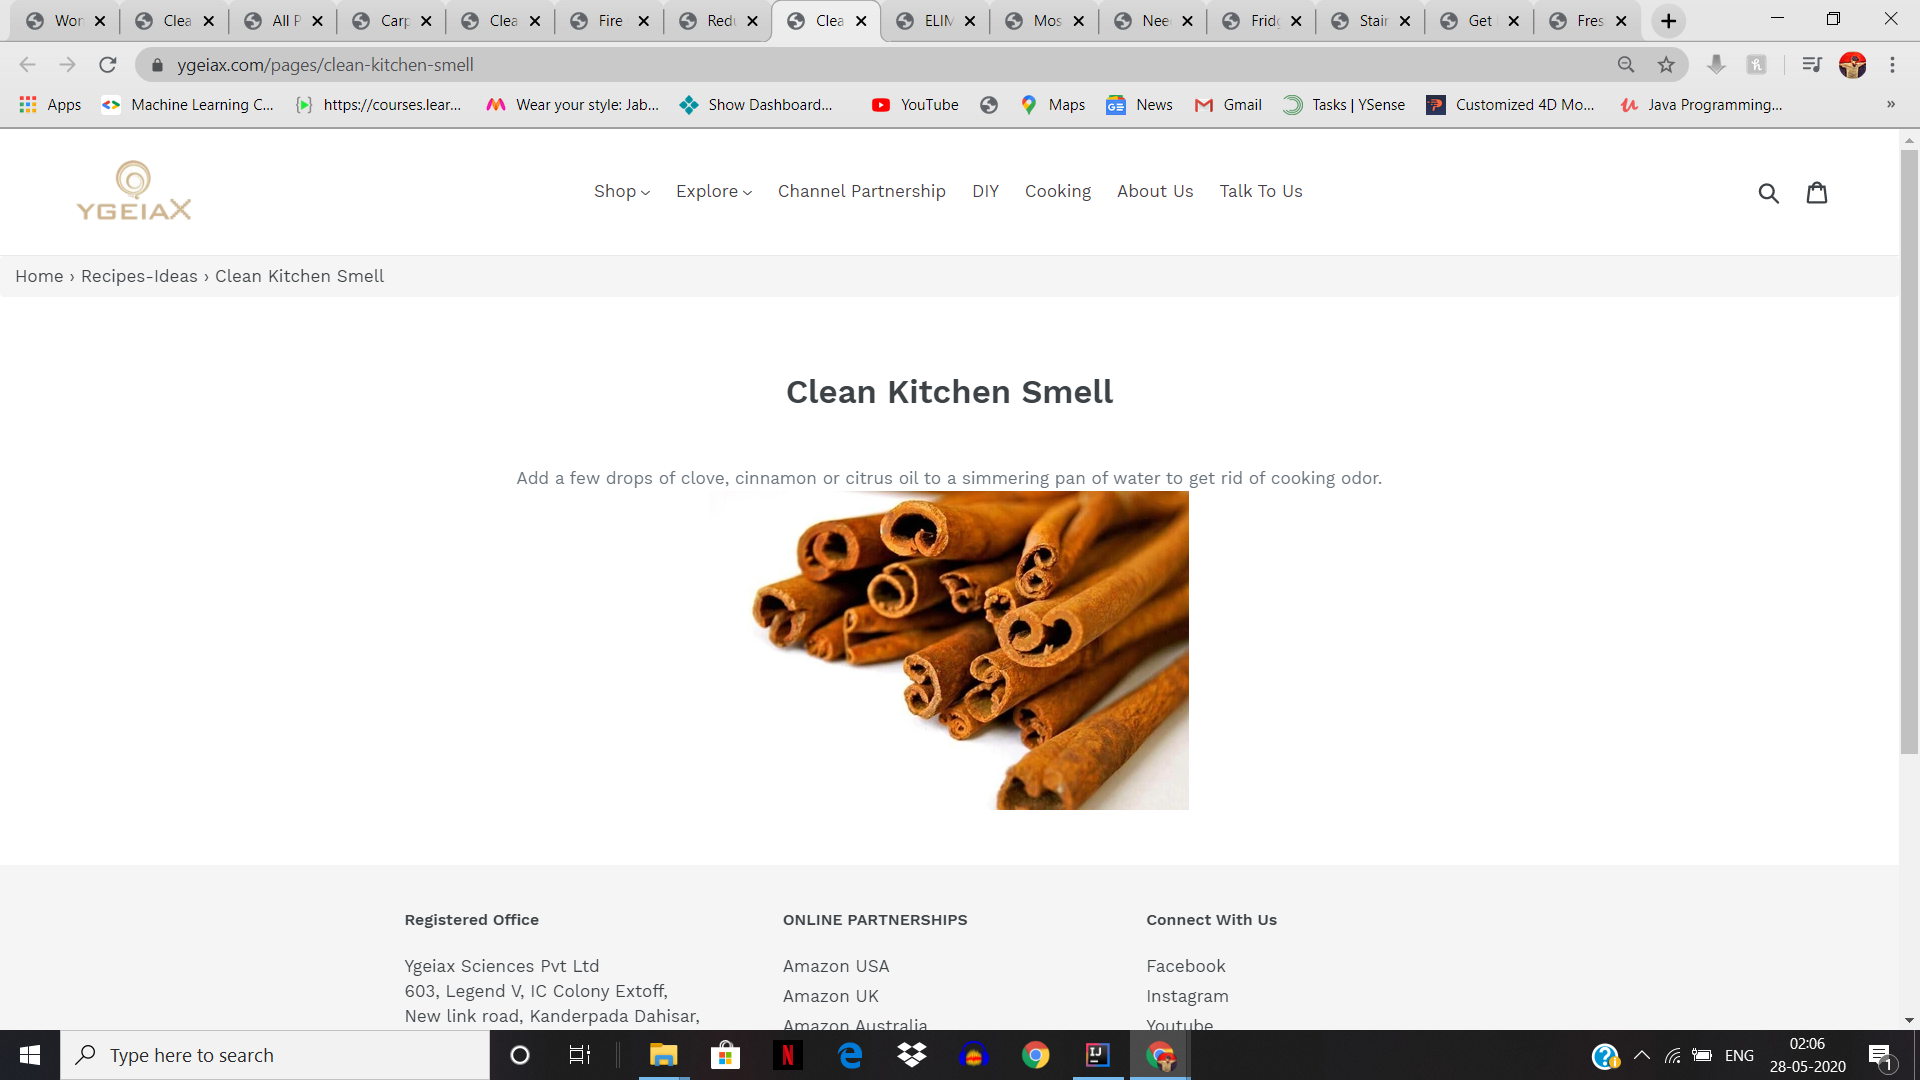 Won
Clea
All P
Carp
Clea
Fire
Redu
Clea
ELIM
Mos
Nee
Fridg
Stain
Get
Fres
ygeiax.com/pages/clean-kitchen-smell
Apps
Machine Learning C...
https://courses.lear...
Wear your style: Jab...
Show Dashboard...
YouTube
Maps
News
Gmail
Tasks | YSense
Customized 4D Mo...
Java Programming...
»
YGEIAX
Shop
Explore
Channel Partnership
DIY
Cooking
About Us
Talk To Us
Home › Recipes-Ideas › Clean Kitchen Smell
Clean Kitchen Smell
Add a few drops of clove, cinnamon or citrus oil to a simmering pan of water to get rid of cooking odor.
Registered Office
Ygeiax Sciences Pvt Ltd
603, Legend V, IC Colony Extoff,
New link road, Kanderpada Dahisar,
ONLINE PARTNERSHIPS
Amazon USA
Amazon UK
Amazon Australia
Connect With Us
Facebook
Instagram
Youtube
Type here to search
ENG
02:06
28-05-2020
1